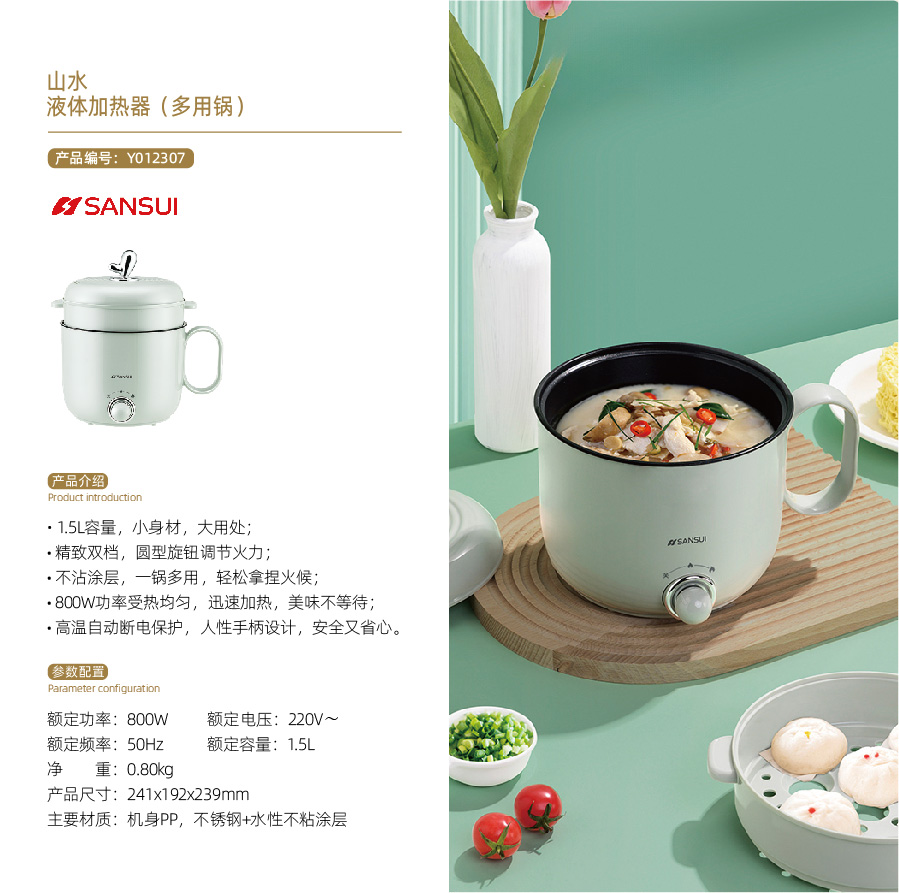 山水
液体加热器（多用锅）
产品编号：Y012307
SANSUI
SANSUI
产品介绍
Product introduction
• 1.5L容量，小身材，大用处；
• 精致双档，圆型旋钮调节火力；
• 不沾涂层，一锅多用，轻松拿捏火候；
• 800W功率受热均匀，迅速加热，美味不等待；
• 高温自动断电保护，人性手柄设计，安全又省心。
参数配置
Parameter configuration
额定功率：800W 额定电压：220V～
额定频率：50Hz 额定容量：1.5L
净 重：0.80kg
产品尺寸：241x192x239mm
主要材质：机身PP，不锈钢+水性不粘涂层
SANSUI
关